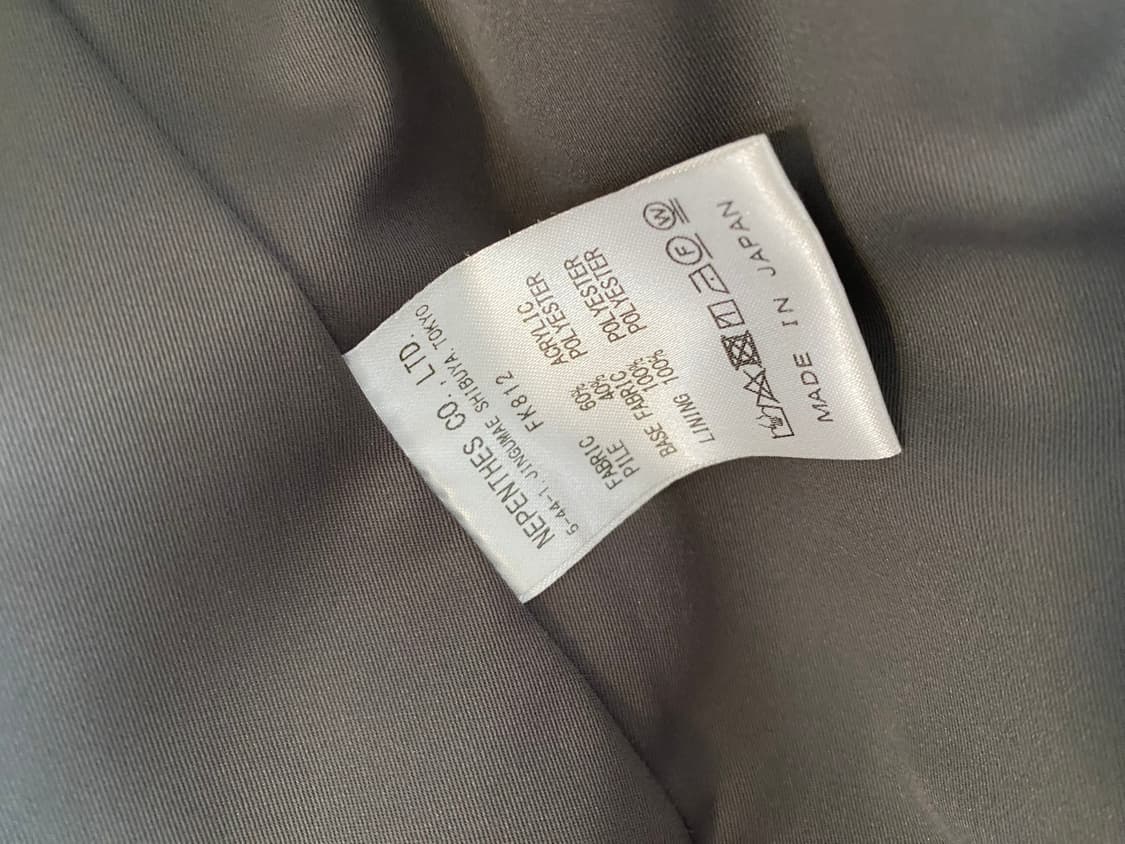 NEPENTHES CO.' LTD.
5-44-1, JINGUMAE SHIBUYA, TOKYO
FK812
FABRIC
PILE 60% ACRYLIC
40% POLYESTER
BASE FABRIC 100% POLYESTER
LINING 100% POLYESTER
F W
MADE IN JAPAN